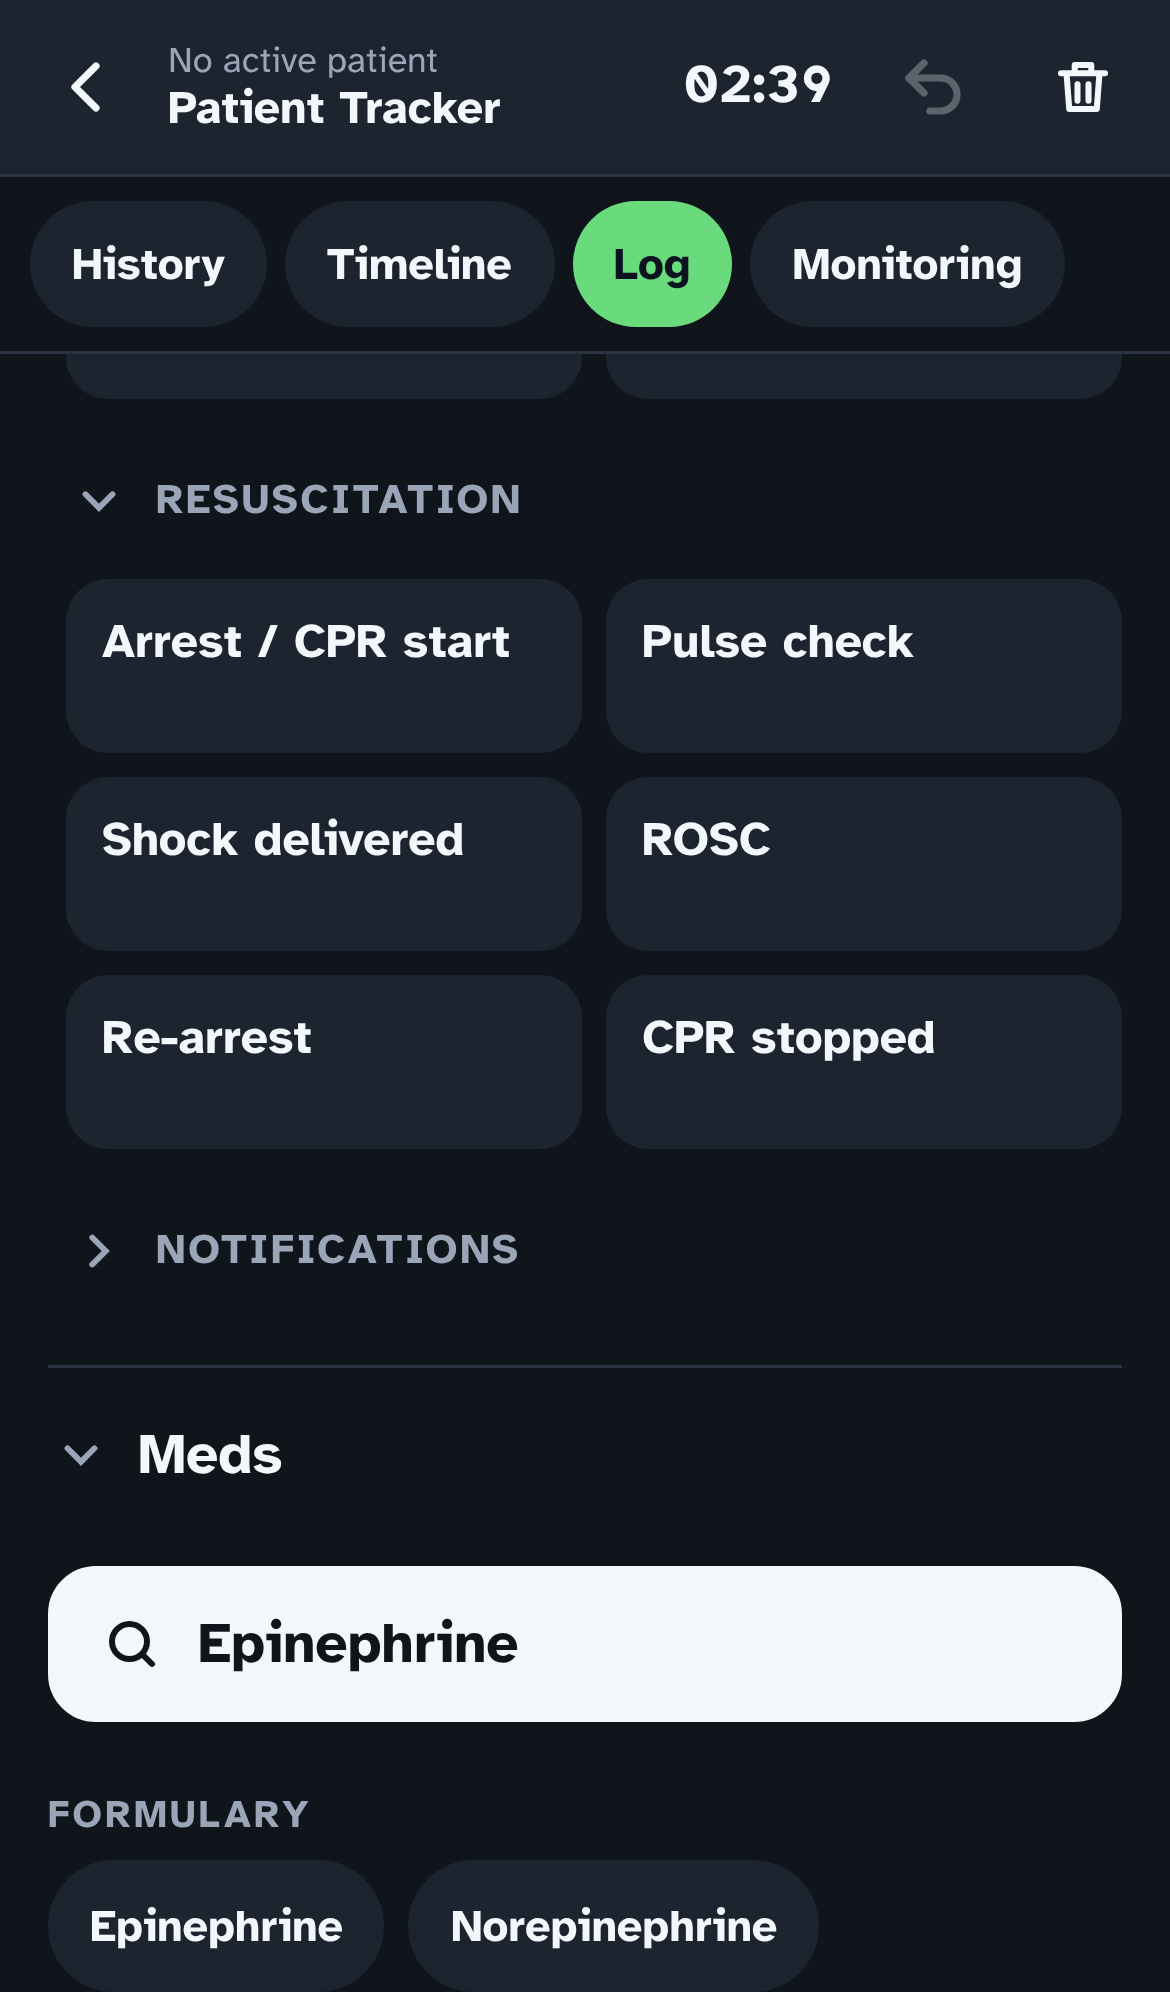 No active patient
Patient Tracker
02:39
History
Timeline
Log
Monitoring
RESUSCITATION
Arrest / CPR start
Pulse check
Shock delivered
ROSC
Re-arrest
CPR stopped
NOTIFICATIONS
Meds
Epinephrine
FORMULARY
Epinephrine
Norepinephrine